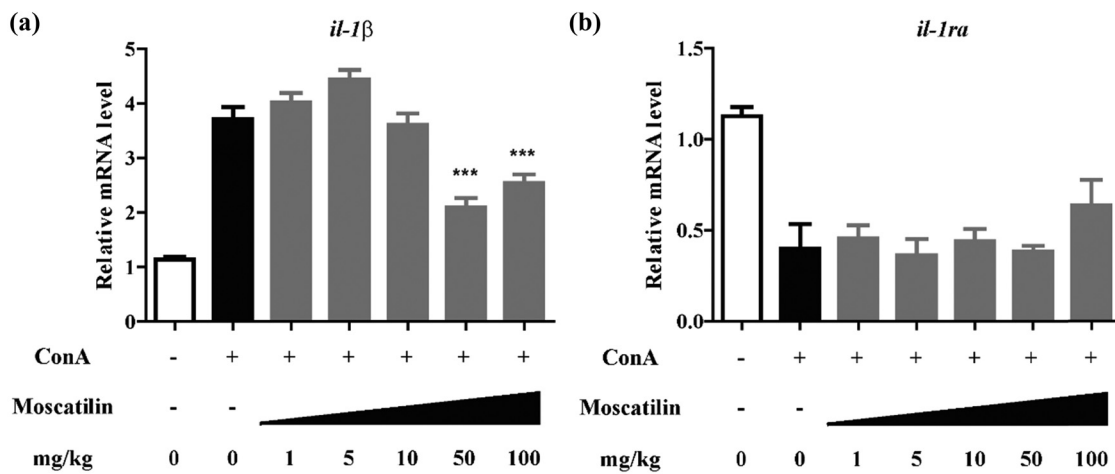 (a)
il-1β
Relative mRNA level
5
4
3
2
1
0
*** ***
ConA - + + + + + +
Moscatilin - -
mg/kg 0 0 1 5 10 50 100
(b)
il-1ra
Relative mRNA level
1.5
1.0
0.5
0.0
ConA - + + + + + +
Moscatilin - -
mg/kg 0 0 1 5 10 50 100